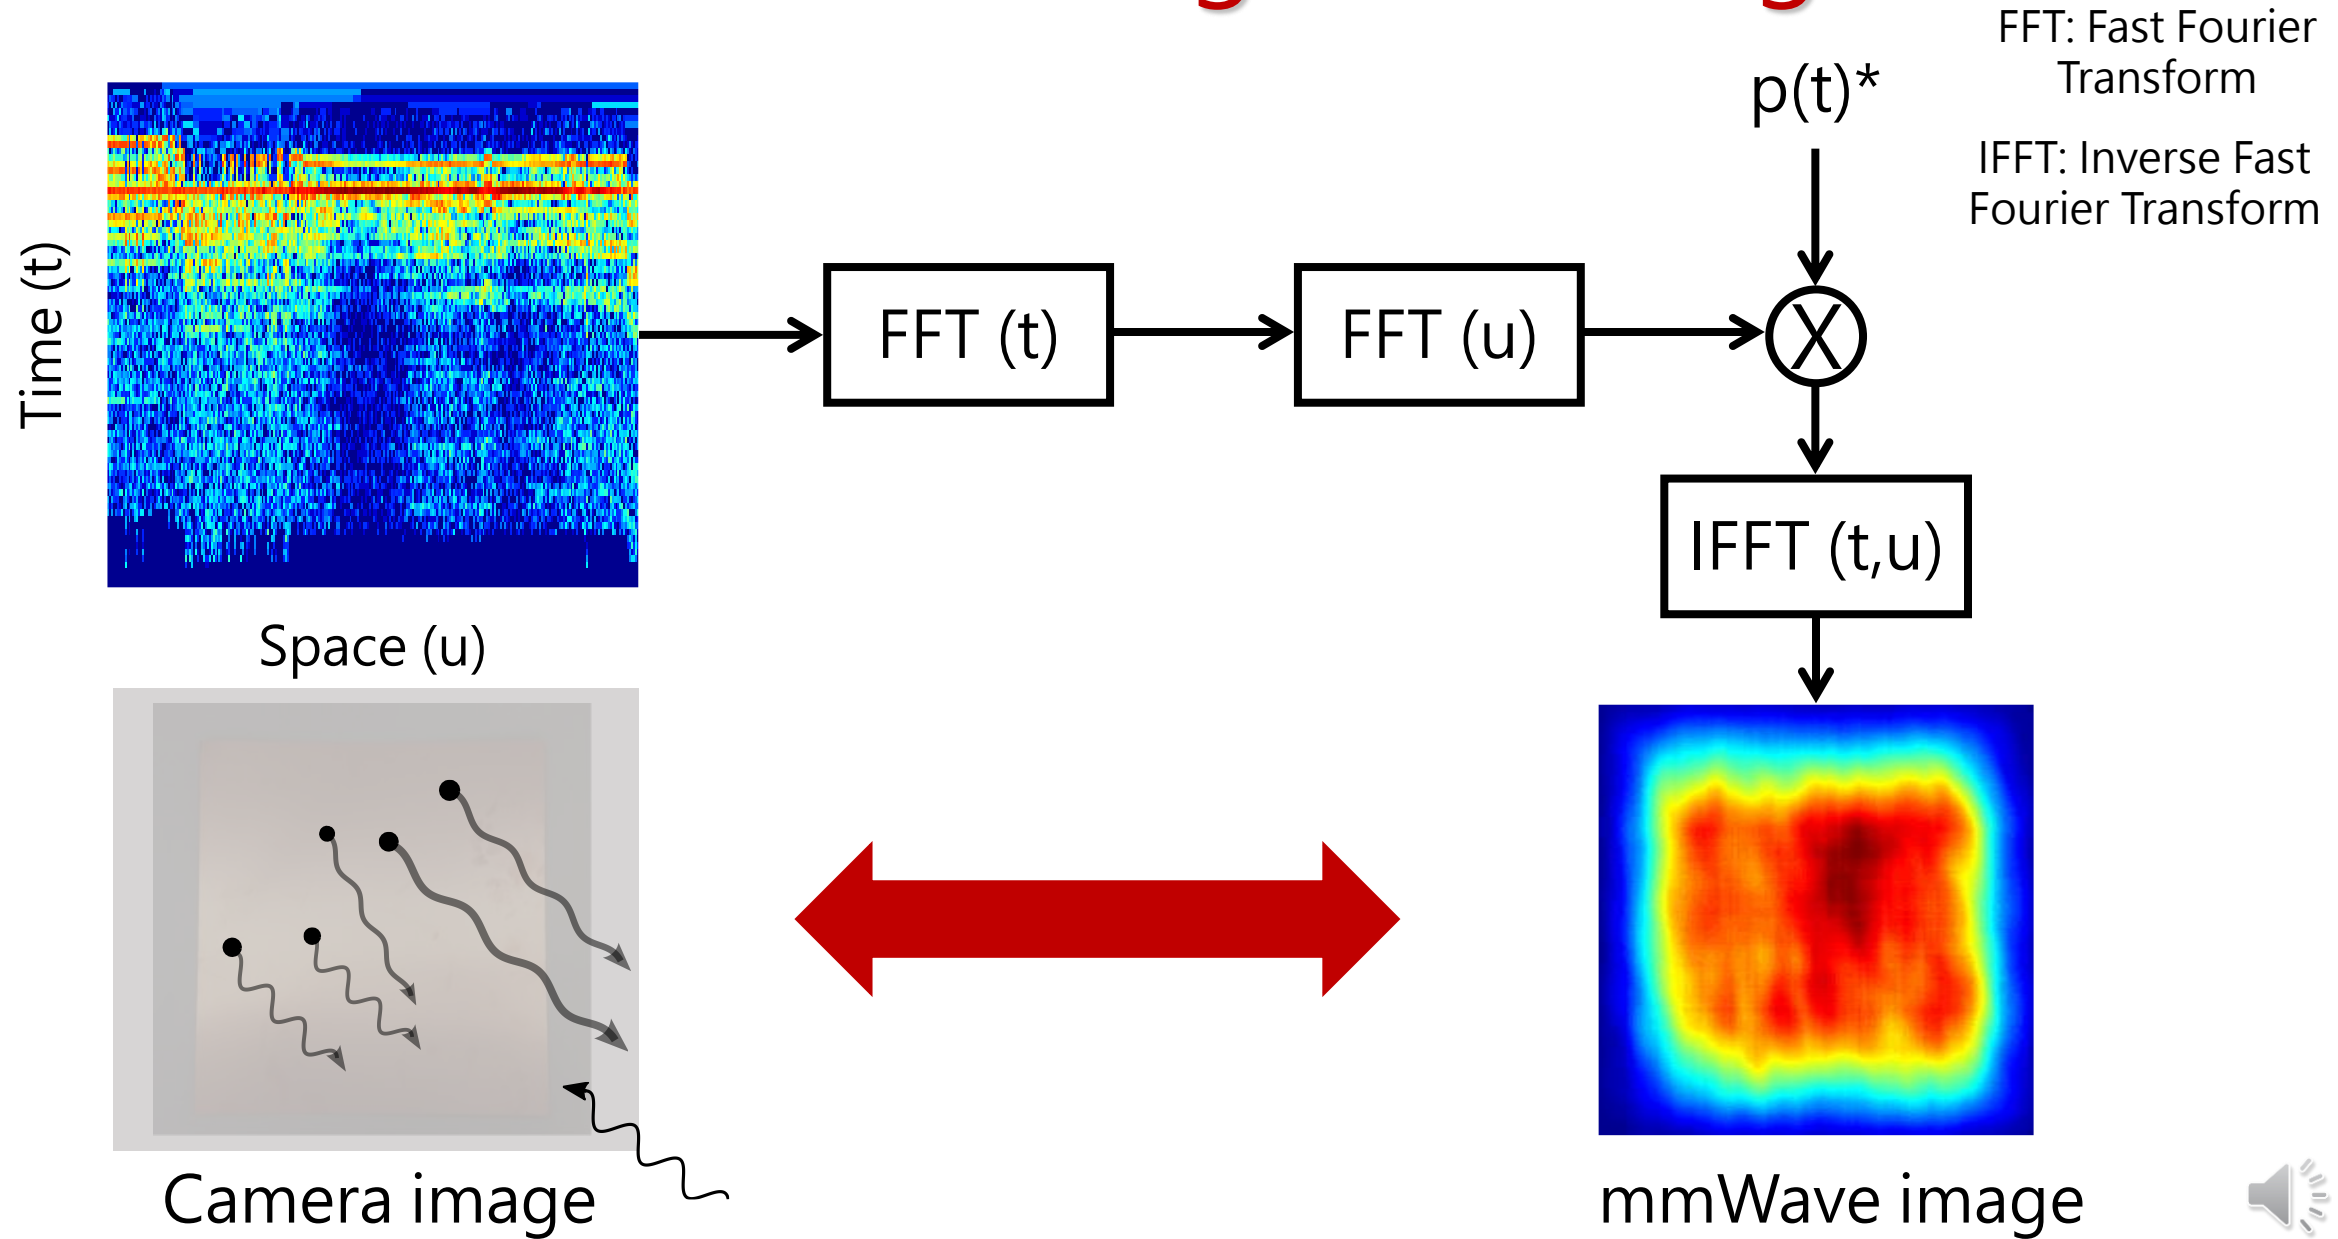 FFT: Fast Fourier
Transform
p(t)*
IFFT: Inverse Fast
Fourier Transform
Time (t)
FFT (t)
FFT (u)
X
IFFT (t,u)
Space (u)
Camera image
mmWave image